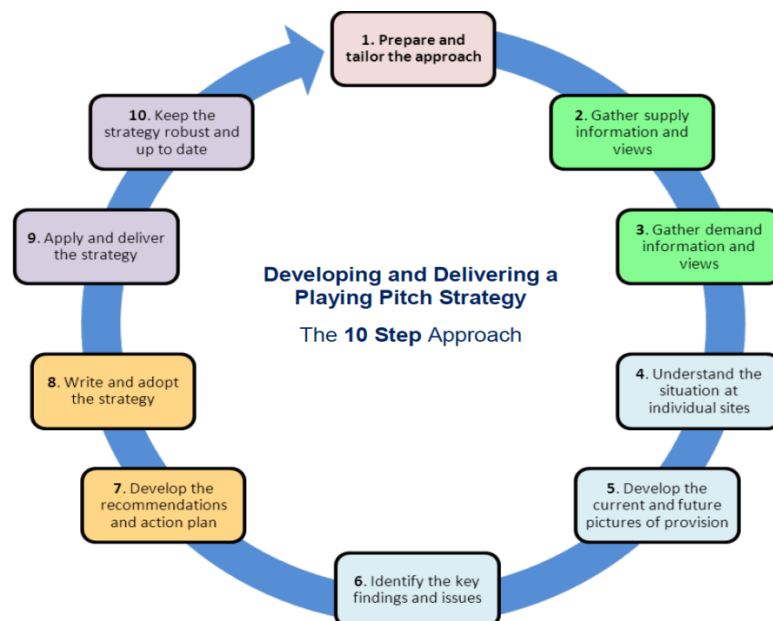 1. Prepare and
tailor the approach
2. Gather supply
information and
views
3. Gather demand
information and
views
4. Understand the
situation at
individual sites
5. Develop the
current and future
pictures of provision
6. Identify the key
findings and issues
7. Develop the
recommendations
and action plan
8. Write and adopt
the strategy
9. Apply and deliver
the strategy
10. Keep the
strategy robust and
up to date
Developing and Delivering a
Playing Pitch Strategy
The 10 Step Approach